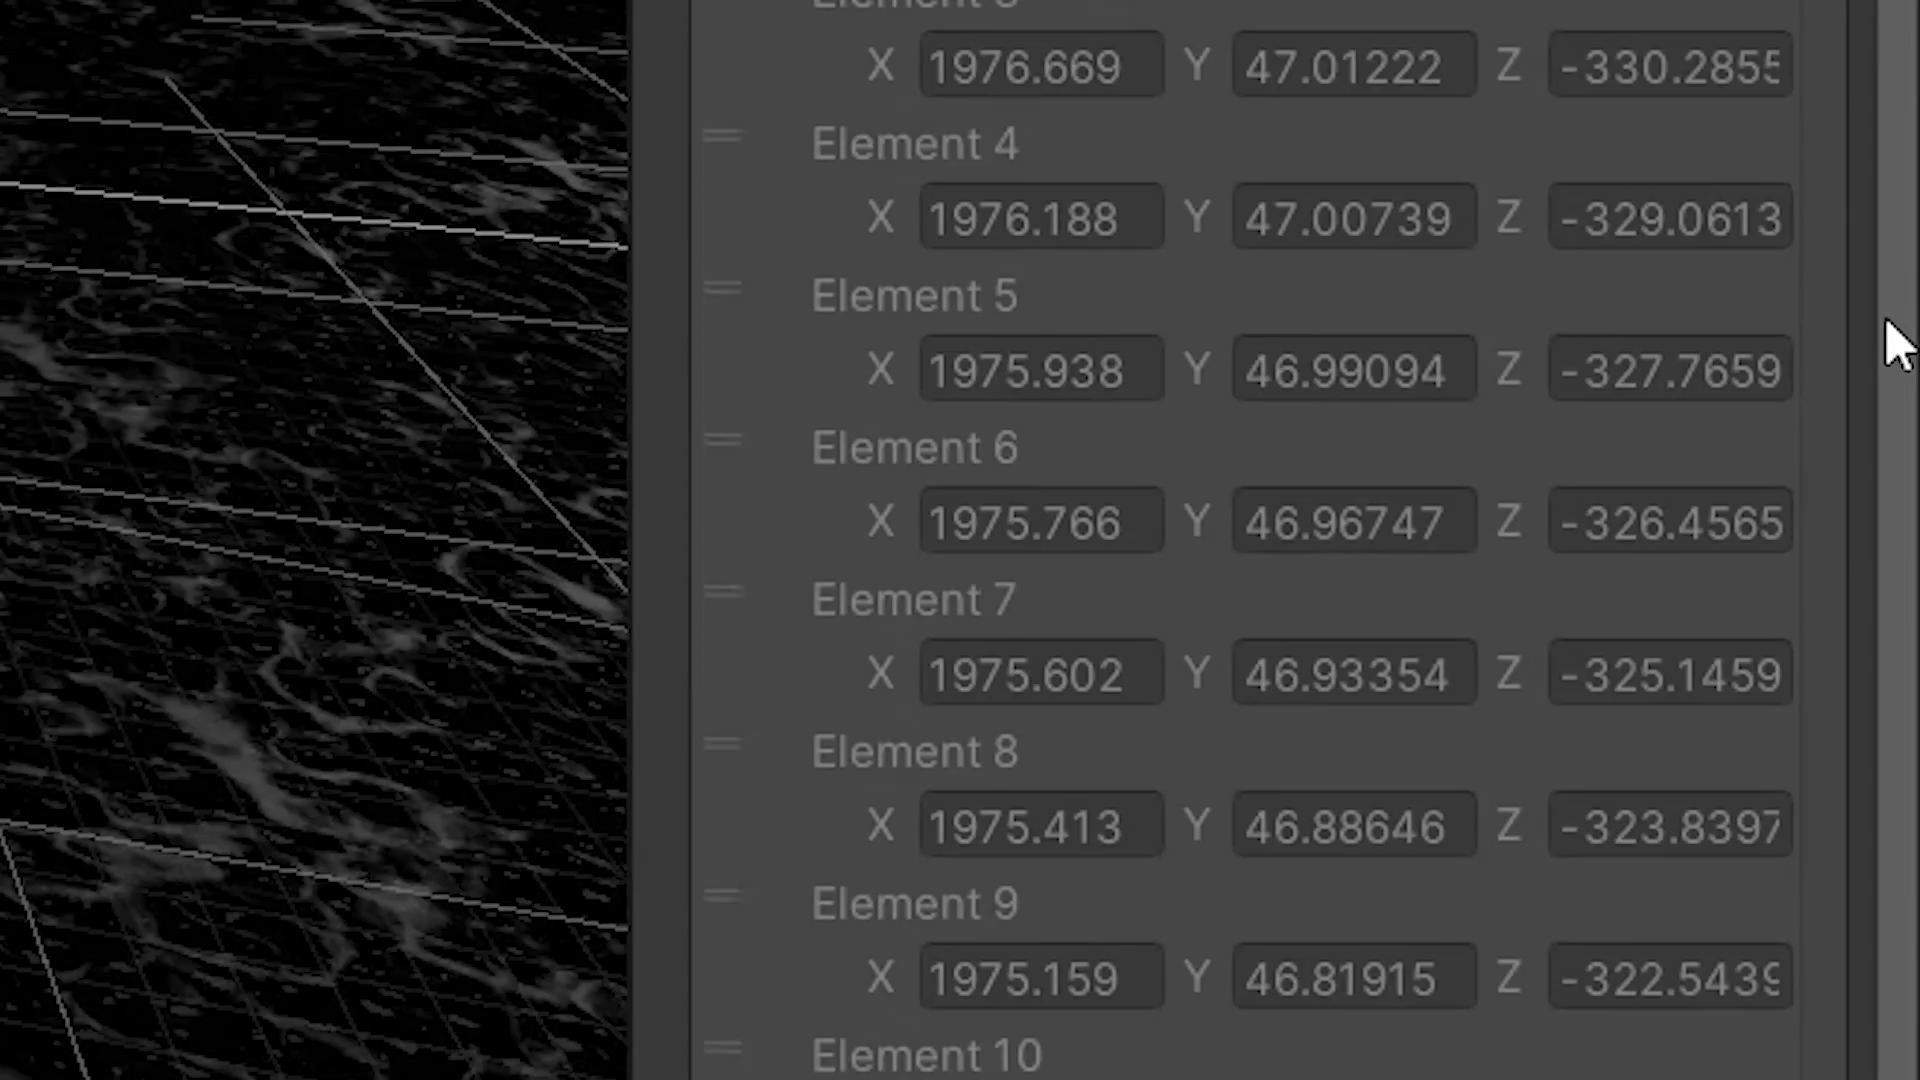 X 1976.669 Y 47.01222 Z -330.2855
Element 4
X 1976.188 Y 47.00739 Z -329.0613
Element 5
X 1975.938 Y 46.99094 Z -327.7659
Element 6
X 1975.766 Y 46.96747 Z -326.4565
Element 7
X 1975.602 Y 46.93354 Z -325.1459
Element 8
X 1975.413 Y 46.88646 Z -323.8397
Element 9
X 1975.159 Y 46.81915 Z -322.5439
Element 10